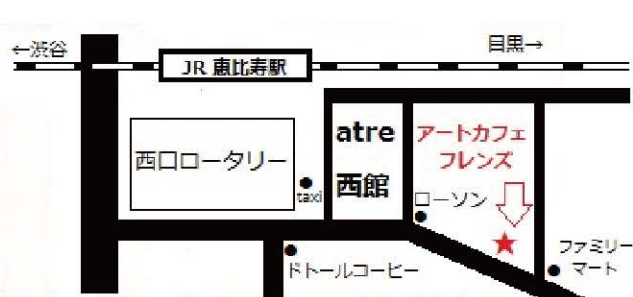 ←渋谷
目黒→
JR 恵比寿駅
西口ロータリー
taxi
atre
西館
アートカフェ
フレンズ
ローソン
ファミリー
マート
ドトールコーヒー